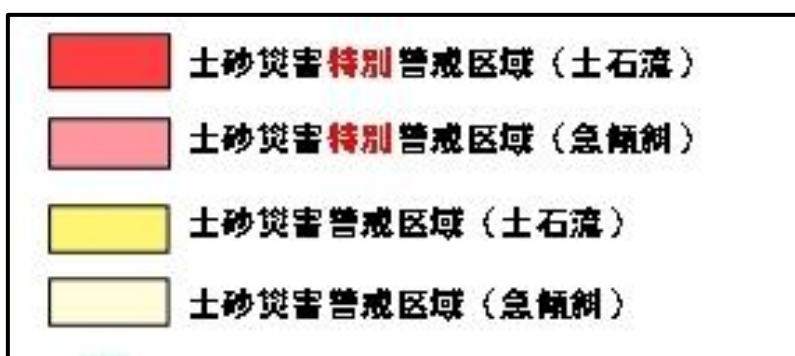 土砂災害特別警戒区域（土石流）
土砂災害特別警戒区域（急傾斜）
土砂災害警戒区域（土石流）
土砂災害警戒区域（急傾斜）